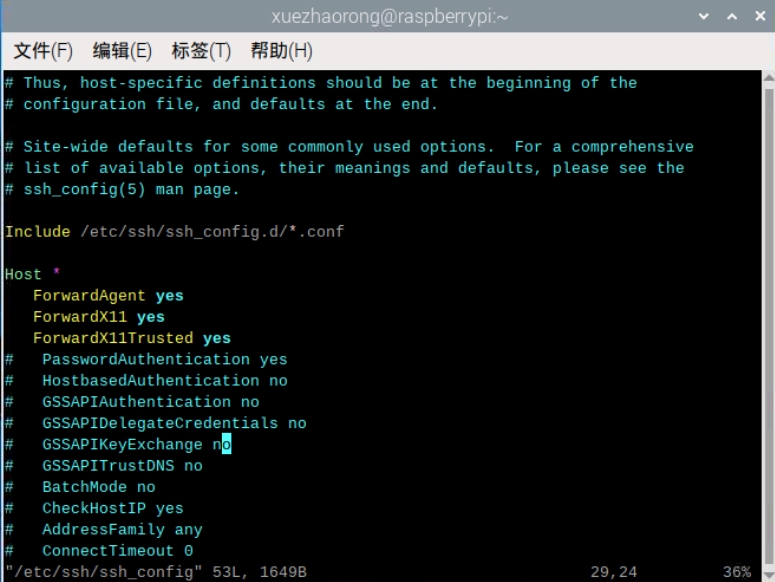 xuezhaorong@raspberrypi:~
文件(F) 编辑(E) 标签(T) 帮助(H)
# Thus, host-specific definitions should be at the beginning of the
# configuration file, and defaults at the end.
# Site-wide defaults for some commonly used options.  For a comprehensive
# list of available options, their meanings and defaults, please see the
# ssh_config(5) man page.
Include /etc/ssh/ssh_config.d/*.conf
Host *
   ForwardAgent yes
   ForwardX11 yes
   ForwardX11Trusted yes
#   PasswordAuthentication yes
#   HostbasedAuthentication no
#   GSSAPIAuthentication no
#   GSSAPIDelegateCredentials no
#   GSSAPIKeyExchange no
#   GSSAPITrustDNS no
#   BatchMode no
#   CheckHostIP yes
#   AddressFamily any
#   ConnectTimeout 0
"/etc/ssh/ssh_config" 53L, 1649B 29,24 36%